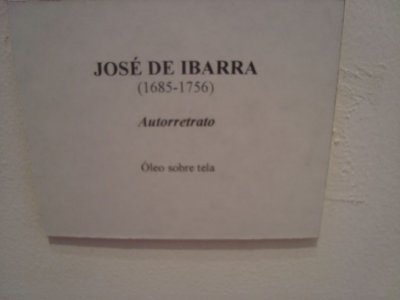 JOSÉ DE IBARRA
(1685-1756)
Autorretrato
Óleo sobre tela